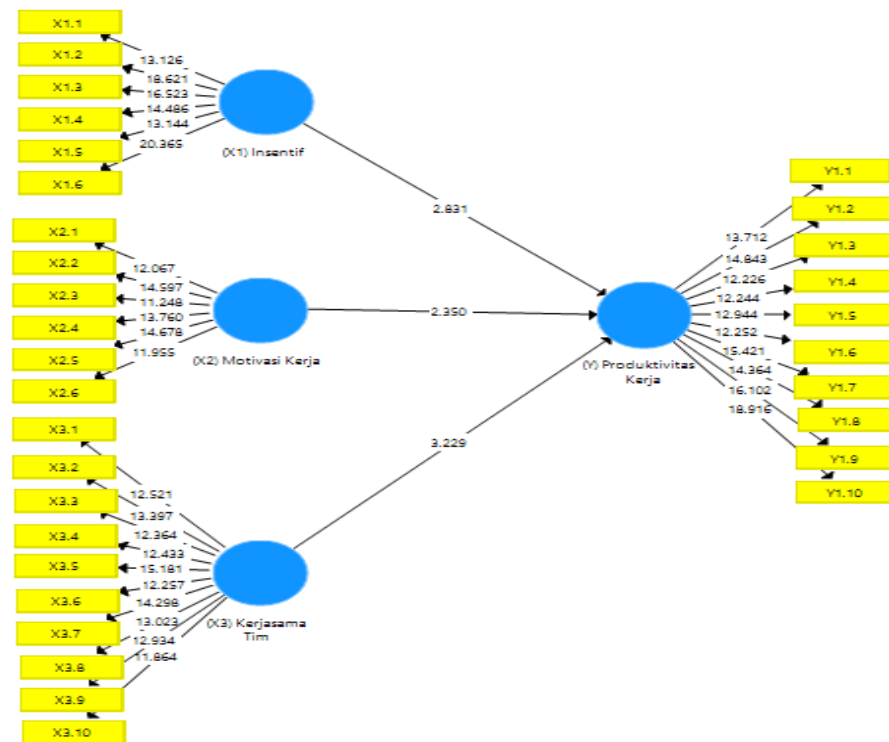 X1.1
X1.2
X1.3
X1.4
X1.5
X1.6
13.126
18.621
16.523
14.486
13.144
20.365
(X1) Insentif
2.831
X2.1
X2.2
X2.3
X2.4
X2.5
X2.6
12.067
14.597
11.248
13.760
14.678
11.955
(X2) Motivasi Kerja
2.350
X3.1
X3.2
X3.3
X3.4
X3.5
X3.6
X3.7
X3.8
X3.9
X3.10
12.521
13.397
12.364
12.433
15.181
12.257
14.298
13.023
12.934
11.864
(X3) Kerjasama
Tim
3.229
(Y) Produktivitas
Kerja
13.712
14.843
12.226
12.244
12.944
12.252
15.421
14.364
16.102
18.916
Y1.1
Y1.2
Y1.3
Y1.4
Y1.5
Y1.6
Y1.7
Y1.8
Y1.9
Y1.10